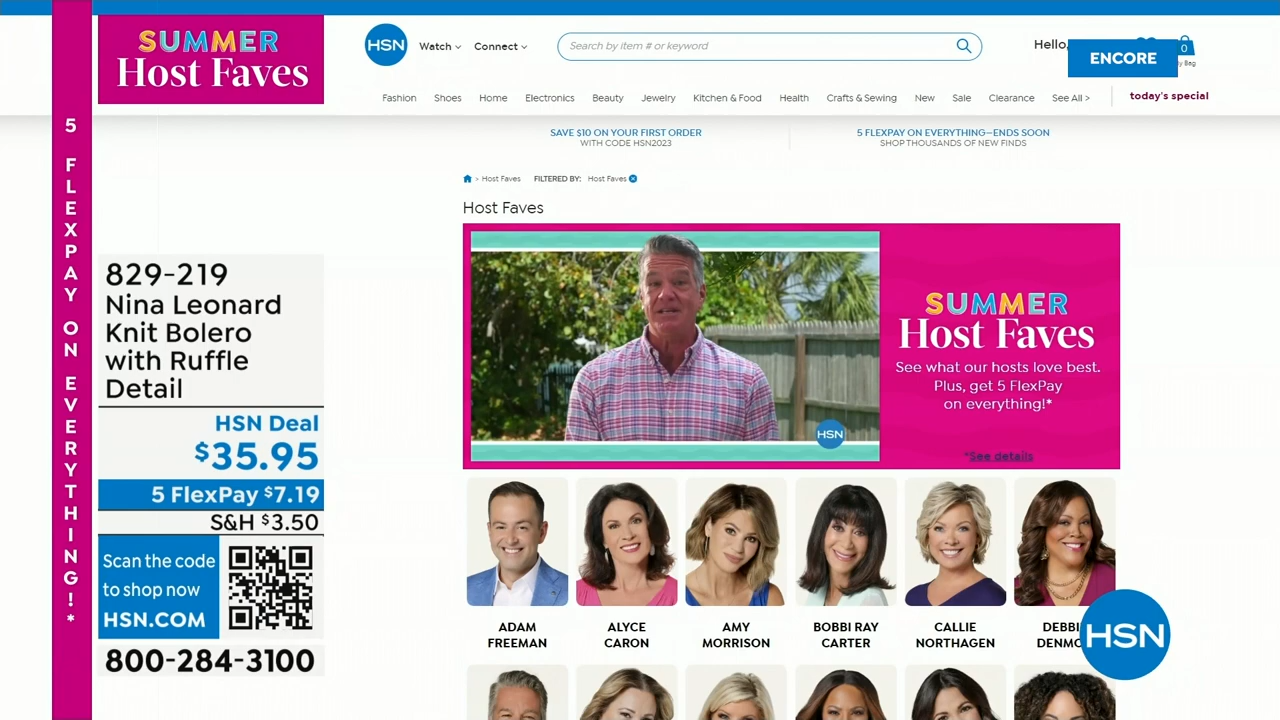 SUMMER
Host Faves
5 FLEXPAY ON EVERYTHING!*
829-219
Nina Leonard
Knit Bolero
with Ruffle
Detail
HSN Deal
$35.95
5 FlexPay $7.19
S&H $3.50
Scan the code
to shop now
HSN.COM
800-284-3100
HSN
Watch
Connect
Search by item # or keyword
Hello,
0
ENCORE
Bag
Fashion
Shoes
Home
Electronics
Beauty
Jewelry
Kitchen & Food
Health
Crafts & Sewing
New
Sale
Clearance
See All >
today's special
SAVE $10 ON YOUR FIRST ORDER
WITH CODE HSN2023
5 FLEXPAY ON EVERYTHING—ENDS SOON
SHOP THOUSANDS OF NEW FINDS
> Host Faves
FILTERED BY: Host Faves
Host Faves
HSN
SUMMER
Host Faves
See what our hosts love best.
Plus, get 5 FlexPay
on everything!*
*See details
ADAM
FREEMAN
ALYCE
CARON
AMY
MORRISON
BOBBI RAY
CARTER
CALLIE
NORTHAGEN
DEBBI
DENMO
HSN